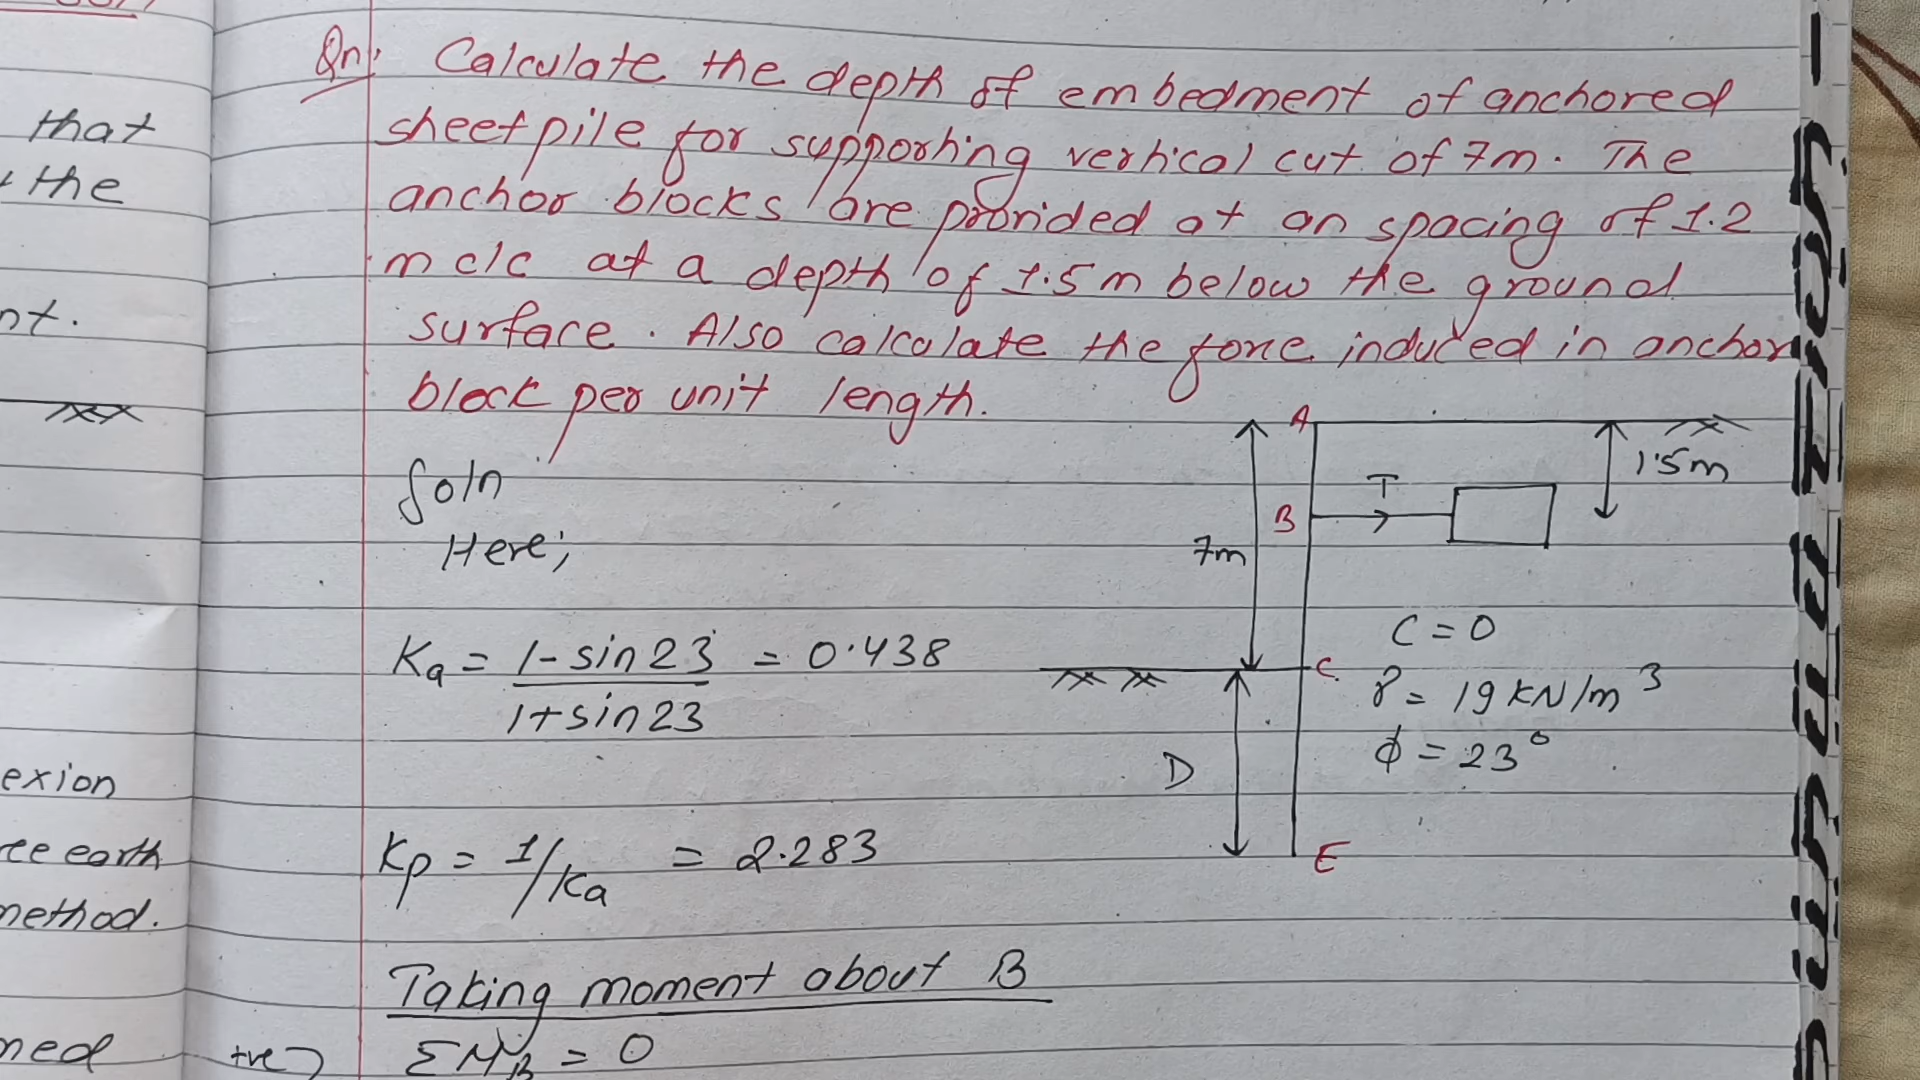 that
the
nt.
exion
ee earth
method.
ned
Qn: Calculate the depth of embedment of anchored
sheetpile for supporting vertical cut of 7m. The
anchor blocks are provided at an spacing of 1.2
m c/c at a depth of 1.5m below the ground
surface. Also calculate the force induced in anchor
block per unit length.
Soln
Here;
A
1.5m
T
B
7m
C = 0
C
γ = 19 KN/m³
ϕ = 23°
D
E
Ka = 1 - sin23 / 1 + sin23 = 0.438
Kp = 1/Ka = 2.283
Taking moment about B
+ve ΣMB = 0